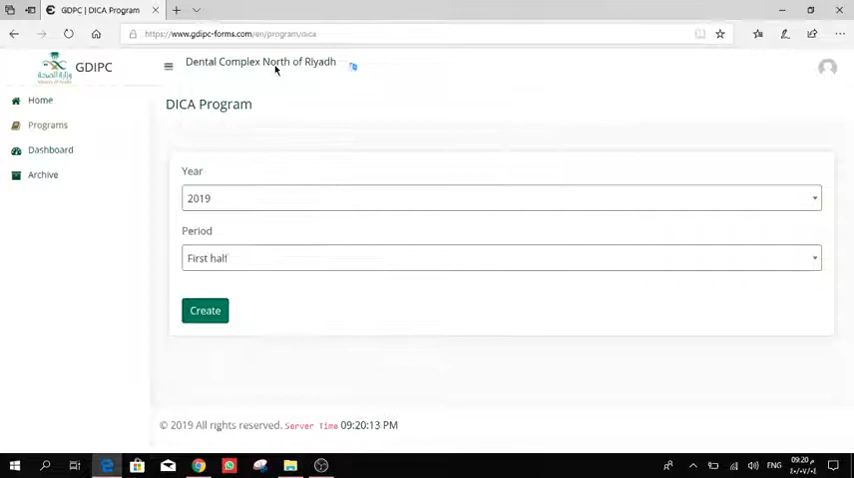 GDPC | DICA Program
https://www.gdipc-forms.com/en/program/dica
وزارة الصحة
GDIPC
Dental Complex North of Riyadh
Home
Programs
Dashboard
Archive
DICA Program
Year
2019
Period
First half
Create
© 2019 All rights reserved. Server Time 09:20:13 PM
ENG
09:20 م